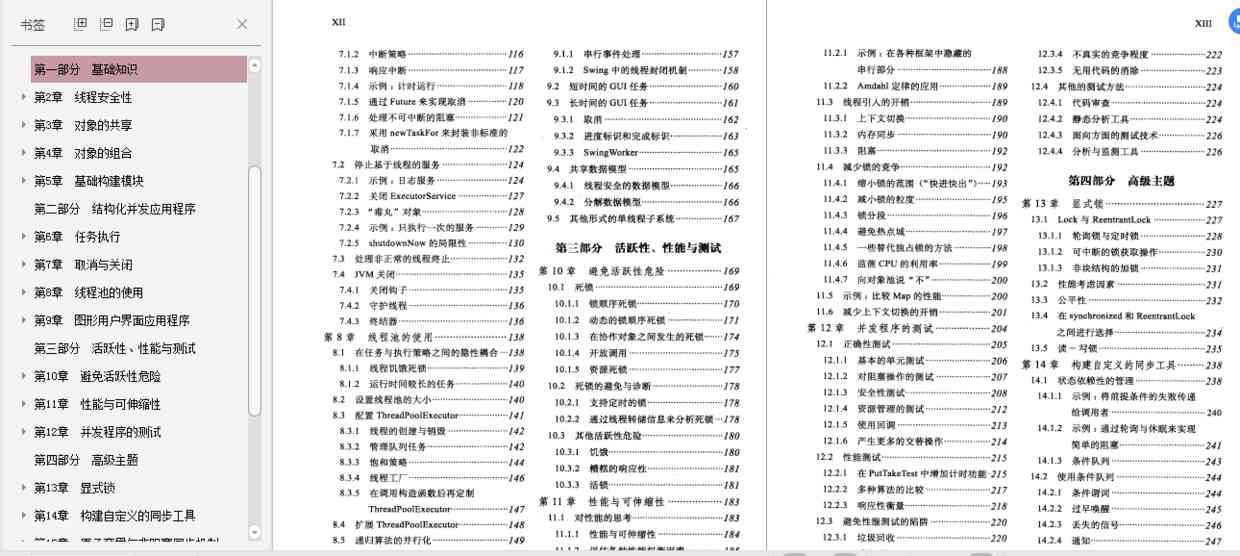 书签
第一部分 基础知识
第2章 线程安全性
第3章 对象的共享
第4章 对象的组合
第5章 基础构建模块
第二部分 结构化并发应用程序
第6章 任务执行
第7章 取消与关闭
第8章 线程池的使用
第9章 图形用户界面应用程序
第三部分 活跃性、性能与测试
第10章 避免活跃性危险
第11章 性能与可伸缩性
第12章 并发程序的测试
第四部分 高级主题
第13章 显式锁
第14章 构建自定义的同步工具
XII
7.1.2 中断策略 116
7.1.3 响应中断 117
7.1.4 示例：计时运行 118
7.1.5 通过 Future 来实现取消 120
7.1.6 处理不可中断的阻塞 121
7.1.7 采用 newTaskFor 来封装非标准的
取消 122
7.2 停止基于线程的服务 124
7.2.1 示例：日志服务 124
7.2.2 关闭 ExecutorService 127
7.2.3 “毒丸”对象 128
7.2.4 示例：只执行一次的服务 129
7.2.5 shutdownNow 的局限性 130
7.3 处理非正常的线程终止 132
7.4 JVM 关闭 135
7.4.1 关闭钩子 135
7.4.2 守护线程 136
7.4.3 终结器 136
第 8 章 线程池的使用 138
8.1 在任务与执行策略之间的隐性耦合 138
8.1.1 线程饥饿死锁 139
8.1.2 运行时间较长的任务 140
8.2 设置线程池的大小 140
8.3 配置 ThreadPoolExecutor 141
8.3.1 线程的创建与销毁 142
8.3.2 管理队列任务 142
8.3.3 饱和策略 144
8.3.4 线程工厂 146
8.3.5 在调用构造函数后再定制
ThreadPoolExecutor 147
8.4 扩展 ThreadPoolExecutor 148
8.5 递归算法的并行化 149
9.1.1 串行事件处理 157
9.1.2 Swing 中的线程封闭机制 158
9.2 短时间的 GUI 任务 160
9.3 长时间的 GUI 任务 161
9.3.1 取消 162
9.3.2 进度标识和完成标识 163
9.3.3 SwingWorker 165
9.4 共享数据模型 165
9.4.1 线程安全的数据模型 166
9.4.2 分解数据模型 166
9.5 其他形式的单线程子系统 167
第三部分 活跃性、性能与测试
第 10 章 避免活跃性危险 169
10.1 死锁 169
10.1.1 锁顺序死锁 170
10.1.2 动态的锁顺序死锁 171
10.1.3 在协作对象之间发生的死锁 174
10.1.4 开放调用 175
10.1.5 资源死锁 177
10.2 死锁的避免与诊断 178
10.2.1 支持定时的锁 178
10.2.2 通过线程转储信息来分析死锁 178
10.3 其他活跃性危险 180
10.3.1 饥饿 180
10.3.2 糟糕的响应性 181
10.3.3 活锁 181
第 11 章 性能与可伸缩性 183
11.1 对性能的思考 183
11.1.1 性能与可伸缩性 184
XIII
11.2.1 示例：在各种框架中隐藏的
串行部分 188
11.2.2 Amdahl 定律的应用 189
11.3 线程引入的开销 189
11.3.1 上下文切换 190
11.3.2 内存同步 190
11.3.3 阻塞 192
11.4 减少锁的竞争 192
11.4.1 缩小锁的范围（“快进快出”） 193
11.4.2 减小锁的粒度 195
11.4.3 锁分段 196
11.4.4 避免热点域 197
11.4.5 一些替代独占锁的方法 198
11.4.6 监测 CPU 的利用率 199
11.4.7 向对象池说“不” 200
11.5 示例：比较 Map 的性能 200
11.6 减少上下文切换的开销 201
第 12 章 并发程序的测试 204
12.1 正确性测试 205
12.1.1 基本的单元测试 206
12.1.2 对阻塞操作的测试 207
12.1.3 安全性测试 208
12.1.4 资源管理的测试 212
12.1.5 使用回调 213
12.1.6 产生更多的交替操作 214
12.2 性能测试 215
12.2.1 在 PutTakeTest 中增加计时功能 215
12.2.2 多种算法的比较 217
12.2.3 响应性衡量 218
12.3 避免性能测试的陷阱 220
12.3.1 垃圾回收 220
12.3.4 不真实的竞争程度 222
12.3.5 无用代码的消除 223
12.4 其他的测试方法 224
12.4.1 代码审查 224
12.4.2 静态分析工具 224
12.4.3 面向方面的测试技术 226
12.4.4 分析与监测工具 226
第四部分 高级主题
第 13 章 显式锁 227
13.1 Lock 与 ReentrantLock 227
13.1.1 轮询锁与定时锁 228
13.1.2 可中断的锁获取操作 230
13.1.3 非块结构的加锁 231
13.2 性能考虑因素 231
13.3 公平性 232
13.4 在 synchronized 和 ReentrantLock
之间进行选择 234
13.5 读－写锁 235
第 14 章 构建自定义的同步工具 238
14.1 状态依赖性的管理 238
14.1.1 示例：将前提条件的失败传递
给调用者 240
14.1.2 示例：通过轮询与休眠来实现
简单的阻塞 241
14.1.3 条件队列 243
14.2 使用条件队列 244
14.2.1 条件谓词 244
14.2.2 过早唤醒 245
14.2.3 丢失的信号 246
14.2.4 通知 247